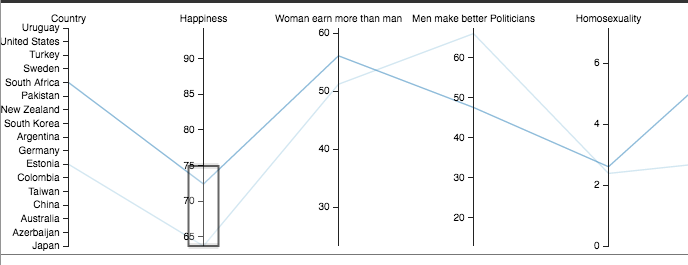 Country Happiness Woman earn more than man Men make better Politicians Homosexuality
Uruguay
United States
Turkey
Sweden
South Africa
Pakistan
New Zealand
South Korea
Argentina
Germany
Estonia
Colombia
Taiwan
China
Australia
Azerbaijan
Japan
90
85
80
75
70
65
60
50
40
30
60
50
40
30
20
6
4
2
0